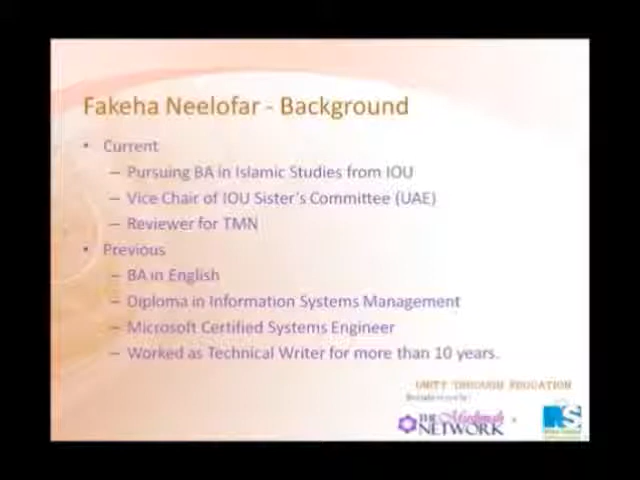 Fakeha Neelofar - Background
• Current
– Pursuing BA in Islamic Studies from IOU
– Vice Chair of IOU Sister's Committee (UAE)
– Reviewer for TMN
• Previous
– BA in English
– Diploma in Information Systems Management
– Microsoft Certified Systems Engineer
– Worked as Technical Writer for more than 10 years.
UNITY THROUGH EDUCATION
THE
NETWORK